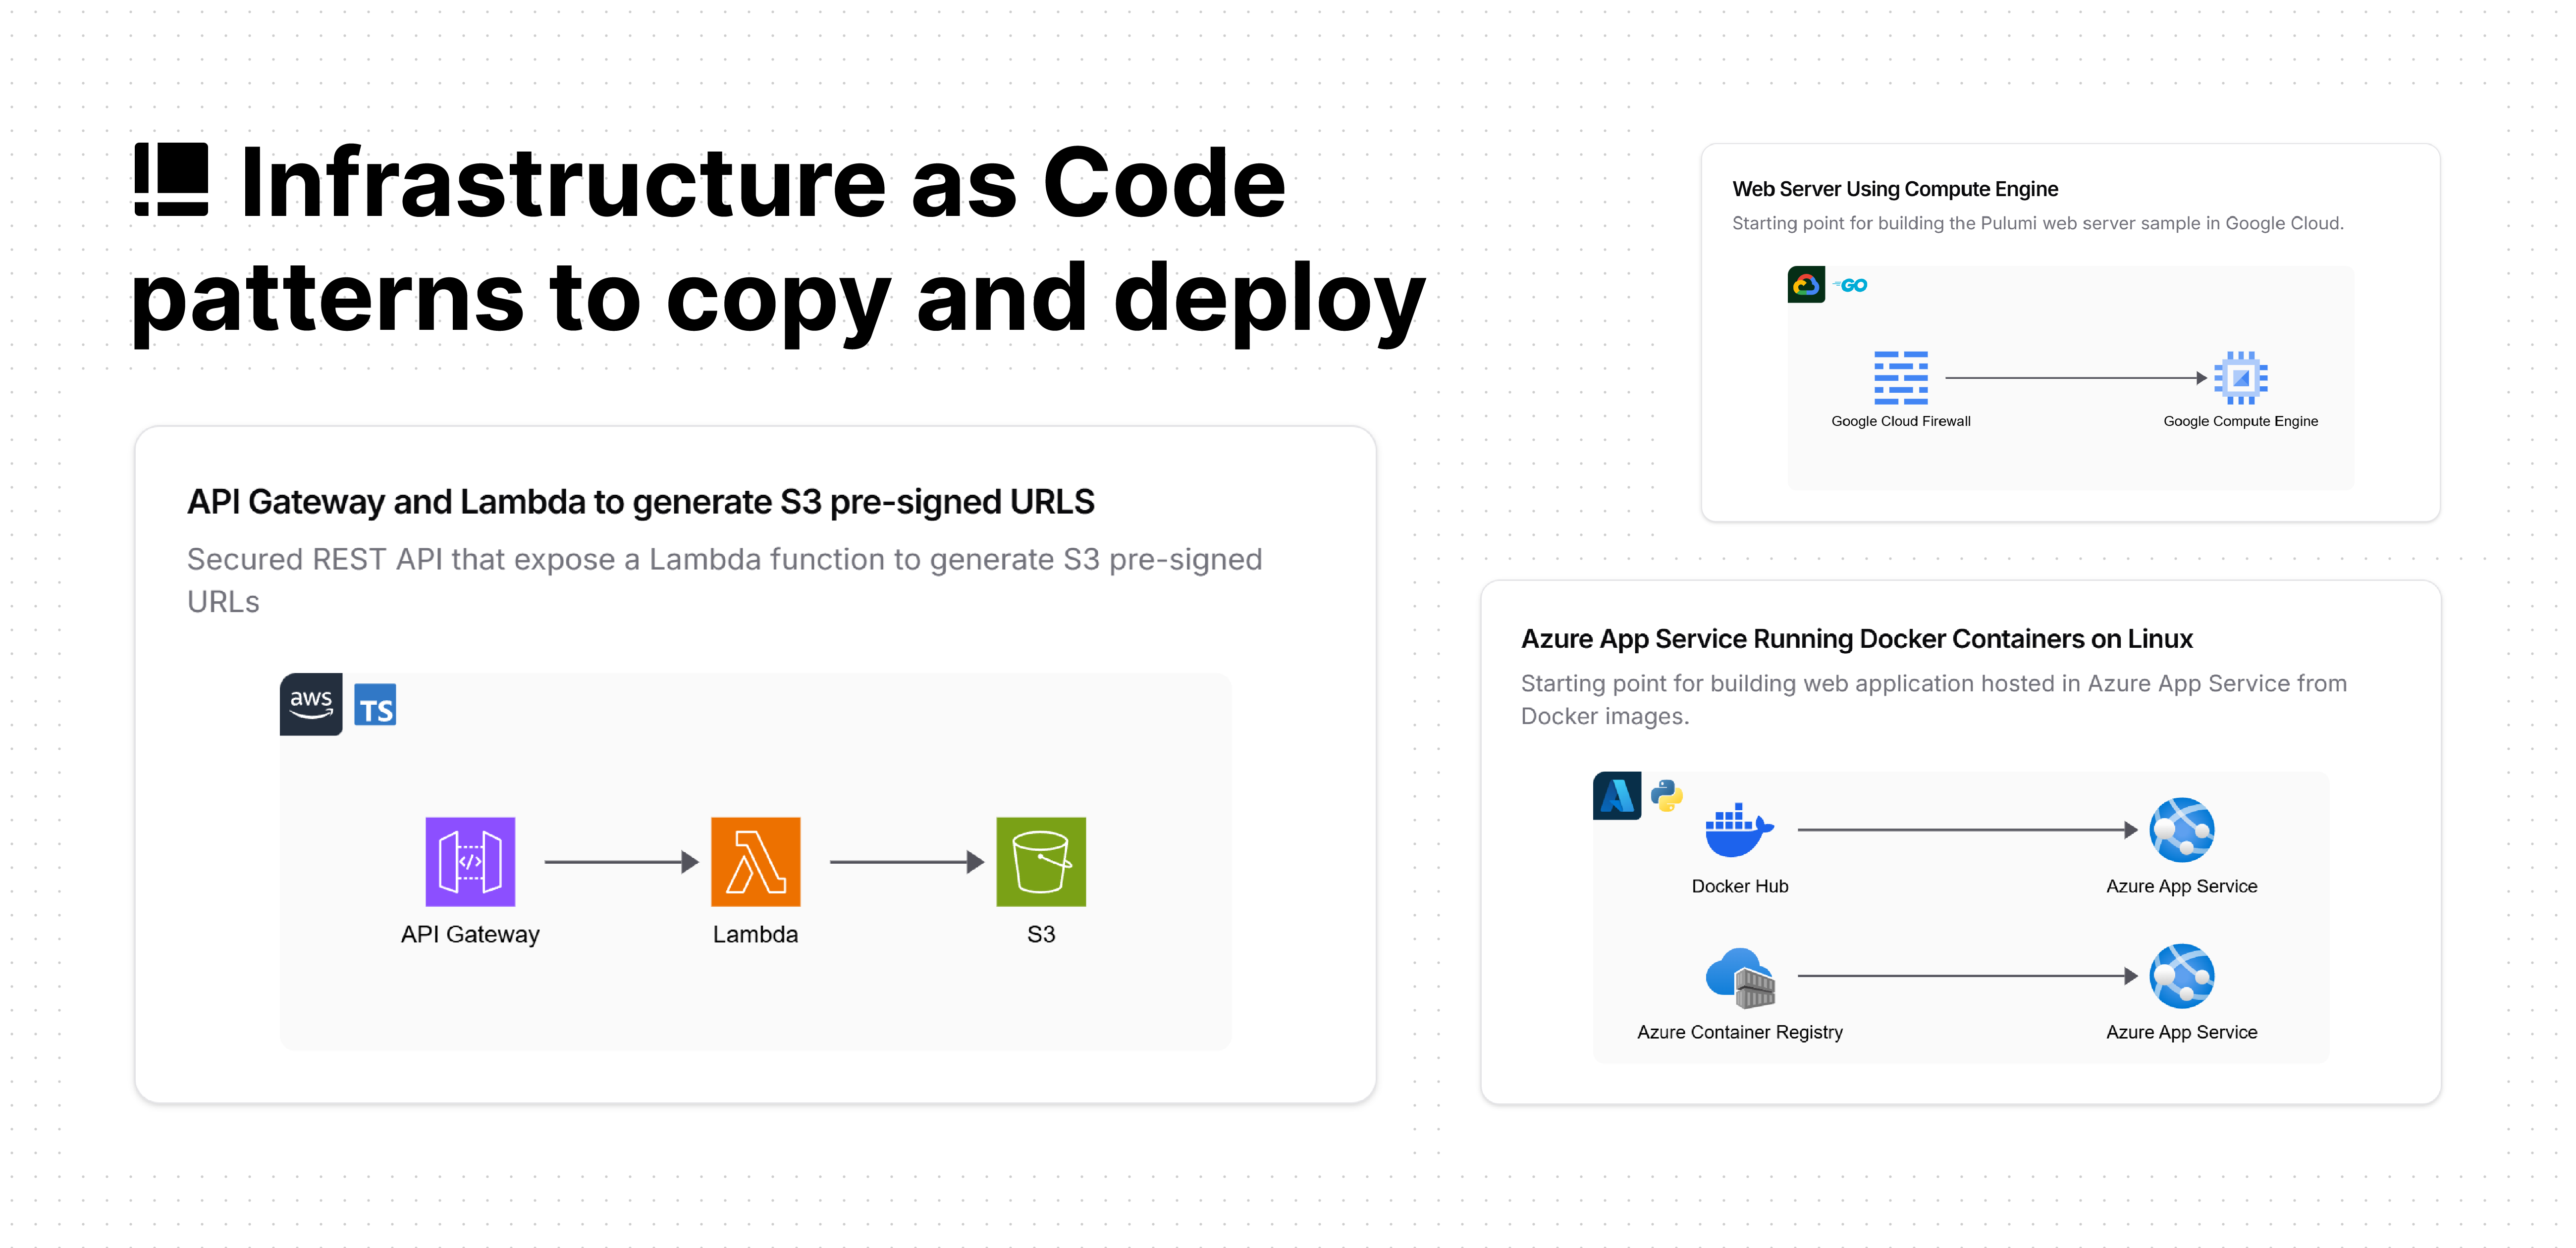 Infrastructure as Code
patterns to copy and deploy
API Gateway and Lambda to generate S3 pre-signed URLS
Secured REST API that expose a Lambda function to generate S3 pre-signed
URLs
aws
TS
</>
API Gateway
Lambda
S3
Web Server Using Compute Engine
Starting point for building the Pulumi web server sample in Google Cloud.
GO
Google Cloud Firewall
Google Compute Engine
Azure App Service Running Docker Containers on Linux
Starting point for building web application hosted in Azure App Service from
Docker images.
Docker Hub
Azure App Service
Azure Container Registry
Azure App Service